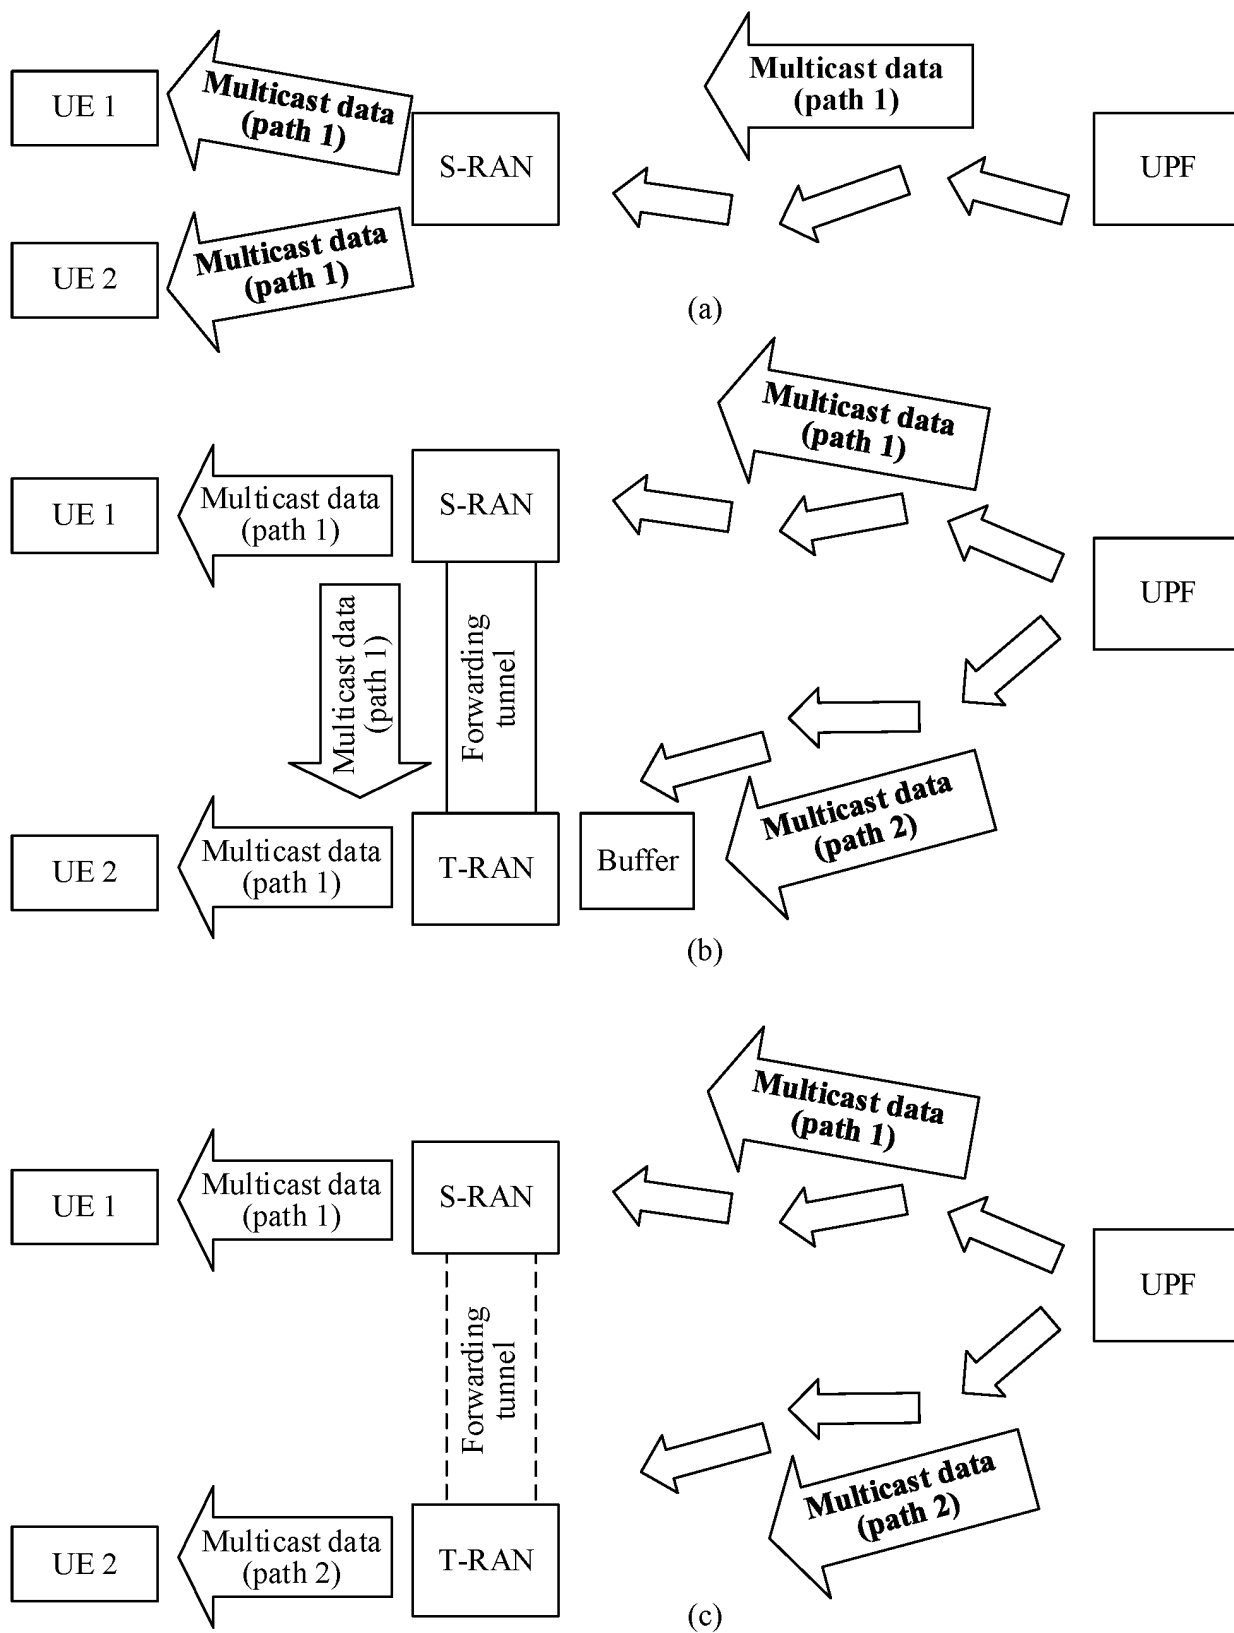 UE 1
Multicast data
(path 1)
S-RAN
Multicast data
(path 1)
UPF
UE 2
Multicast data
(path 1)
(a)
Multicast data
(path 1)
UE 1
Multicast data
(path 1)
S-RAN
UPF
Multicast data
(path 1)
Forwarding
tunnel
UE 2
Multicast data
(path 1)
T-RAN
Buffer
Multicast data
(path 2)
(b)
Multicast data
(path 1)
UE 1
Multicast data
(path 1)
S-RAN
UPF
Forwarding
tunnel
UE 2
Multicast data
(path 2)
T-RAN
Multicast data
(path 2)
(c)